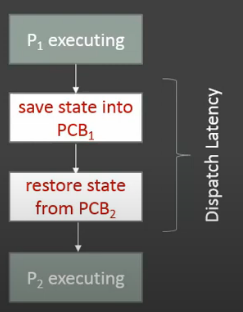 P₁ executing
save state into
PCB₁
restore state
from PCB₂
P₂ executing
Dispatch Latency